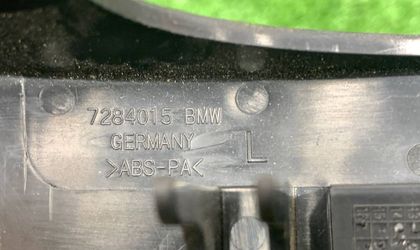 7284015 BMW
GERMANY L
>ABS-PA<